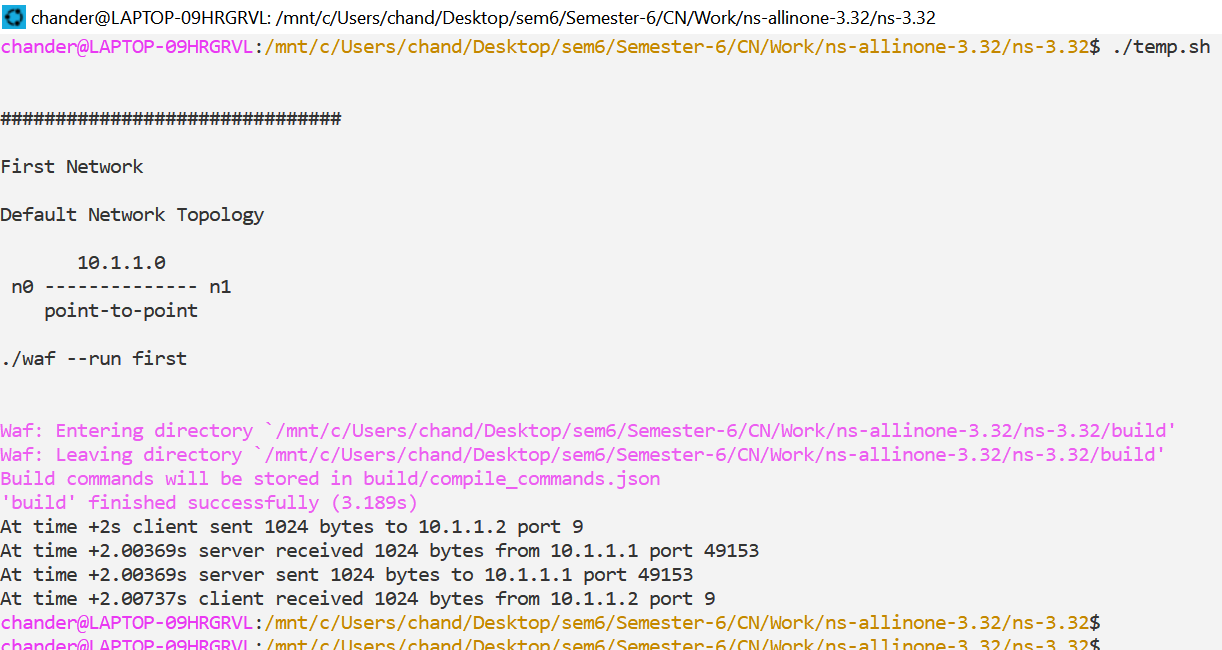 chander@LAPTOP-09HRGRVL: /mnt/c/Users/chand/Desktop/sem6/Semester-6/CN/Work/ns-allinone-3.32/ns-3.32
chander@LAPTOP-09HRGRVL:/mnt/c/Users/chand/Desktop/sem6/Semester-6/CN/Work/ns-allinone-3.32/ns-3.32$ ./temp.sh
###############################
First Network
Default Network Topology
10.1.1.0
n0 -------------- n1
point-to-point
./waf --run first
Waf: Entering directory `/mnt/c/Users/chand/Desktop/sem6/Semester-6/CN/Work/ns-allinone-3.32/ns-3.32/build'
Waf: Leaving directory `/mnt/c/Users/chand/Desktop/sem6/Semester-6/CN/Work/ns-allinone-3.32/ns-3.32/build'
Build commands will be stored in build/compile_commands.json
'build' finished successfully (3.189s)
At time +2s client sent 1024 bytes to 10.1.1.2 port 9
At time +2.00369s server received 1024 bytes from 10.1.1.1 port 49153
At time +2.00369s server sent 1024 bytes to 10.1.1.1 port 49153
At time +2.00737s client received 1024 bytes from 10.1.1.2 port 9
chander@LAPTOP-09HRGRVL:/mnt/c/Users/chand/Desktop/sem6/Semester-6/CN/Work/ns-allinone-3.32/ns-3.32$
chander@LAPTOP-09HRGRVL:/mnt/c/Users/chand/Desktop/sem6/Semester-6/CN/Work/ns-allinone-3.32/ns-3.32$